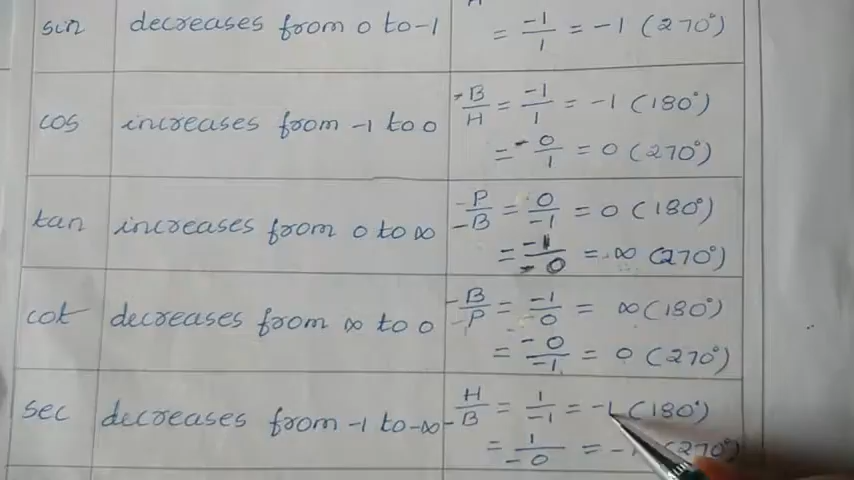 sin decreases from 0 to -1 = -1/1 = -1 (270°)
cos increases from -1 to 0 -B/H = -1/1 = -1 (180°)
= -0/1 = 0 (270°)
tan increases from 0 to ∞ -P/-B = 0/-1 = 0 (180°)
= -1/-0 = ∞ (270°)
cot decreases from ∞ to 0 -B/-P = -1/-0 = ∞ (180°)
= -0/-1 = 0 (270°)
sec decreases from -1 to -∞ H/-B = 1/-1 = -1 (180°)
= 1/-0 = (270°)